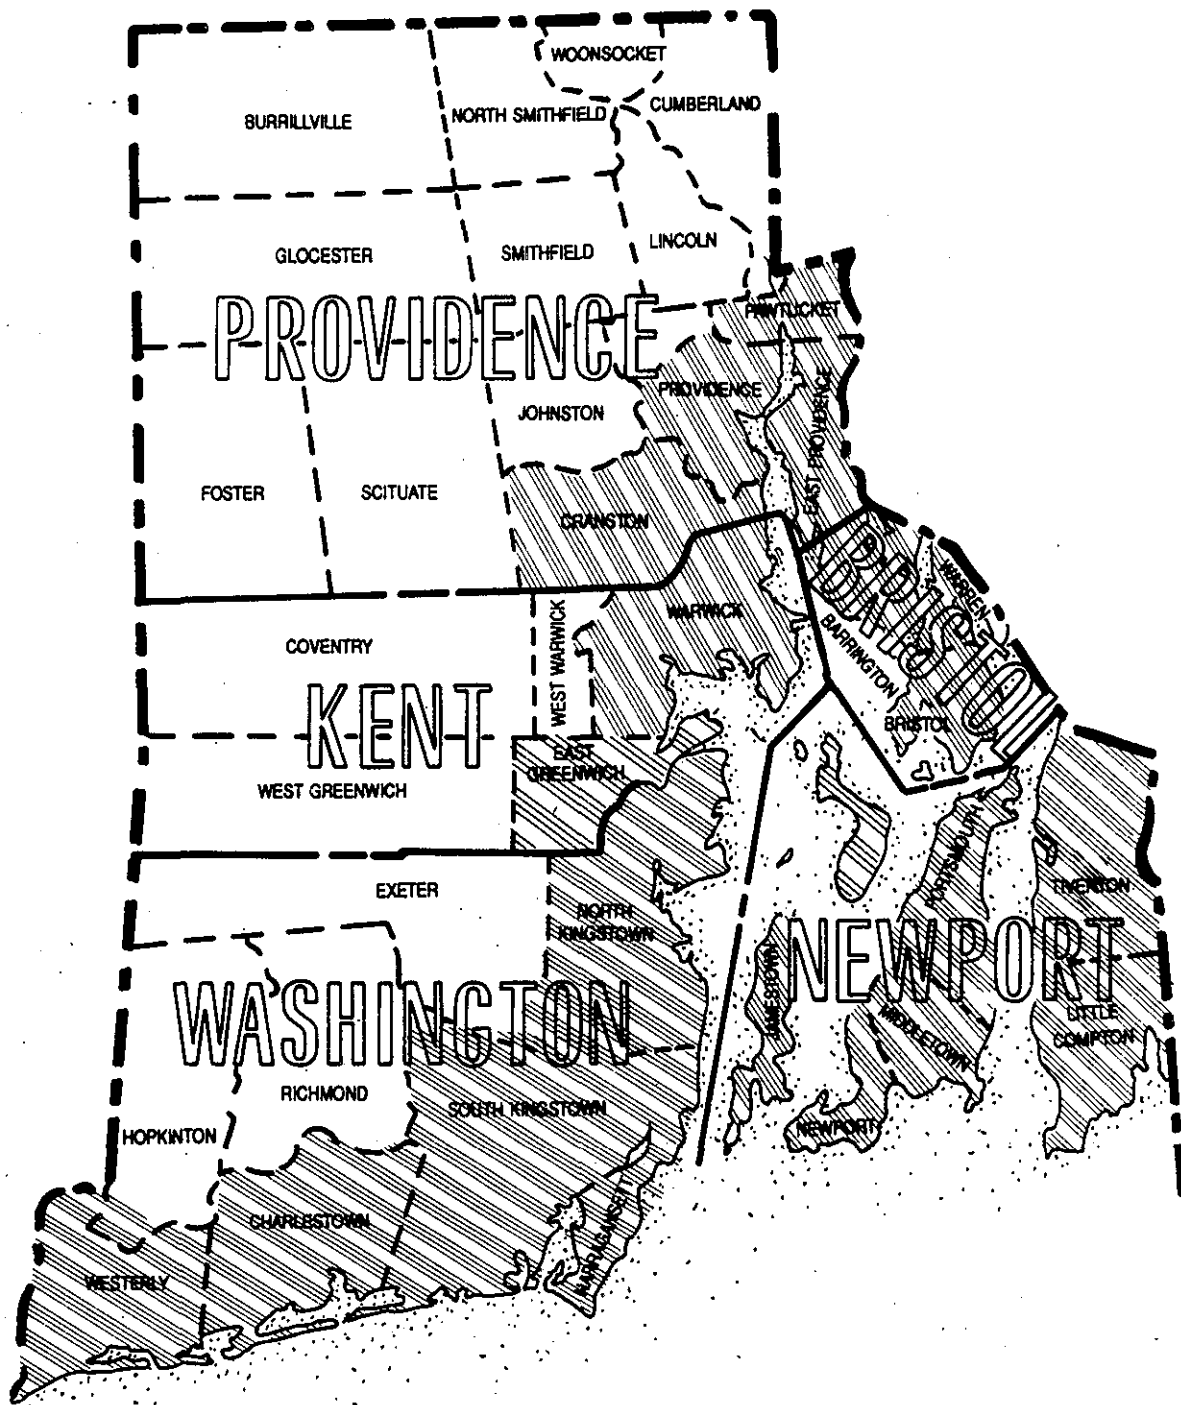 WOONSOCKET
CUMBERLAND
NORTH SMITHFIELD
BURRILLVILLE
LINCOLN
SMITHFIELD
GLOCESTER
PROVIDENCE
PAWTUCKET
PROVIDENCE
EAST PROVIDENCE
JOHNSTON
FOSTER
SCITUATE
CRANSTON
BRISTOL
WARREN
BARRINGTON
WARWICK
WEST WARWICK
COVENTRY
KENT
BRISTOL
EAST
GREENWICH
WEST GREENWICH
PORTSMOUTH
TIVERTON
EXETER
NORTH
KINGSTOWN
NEWPORT
JAMESTOWN
MIDDLETOWN
LITTLE
COMPTON
WASHINGTON
RICHMOND
SOUTH KINGSTOWN
HOPKINTON
NEWPORT
CHARLESTOWN
NARRAGANSETT
WESTERLY